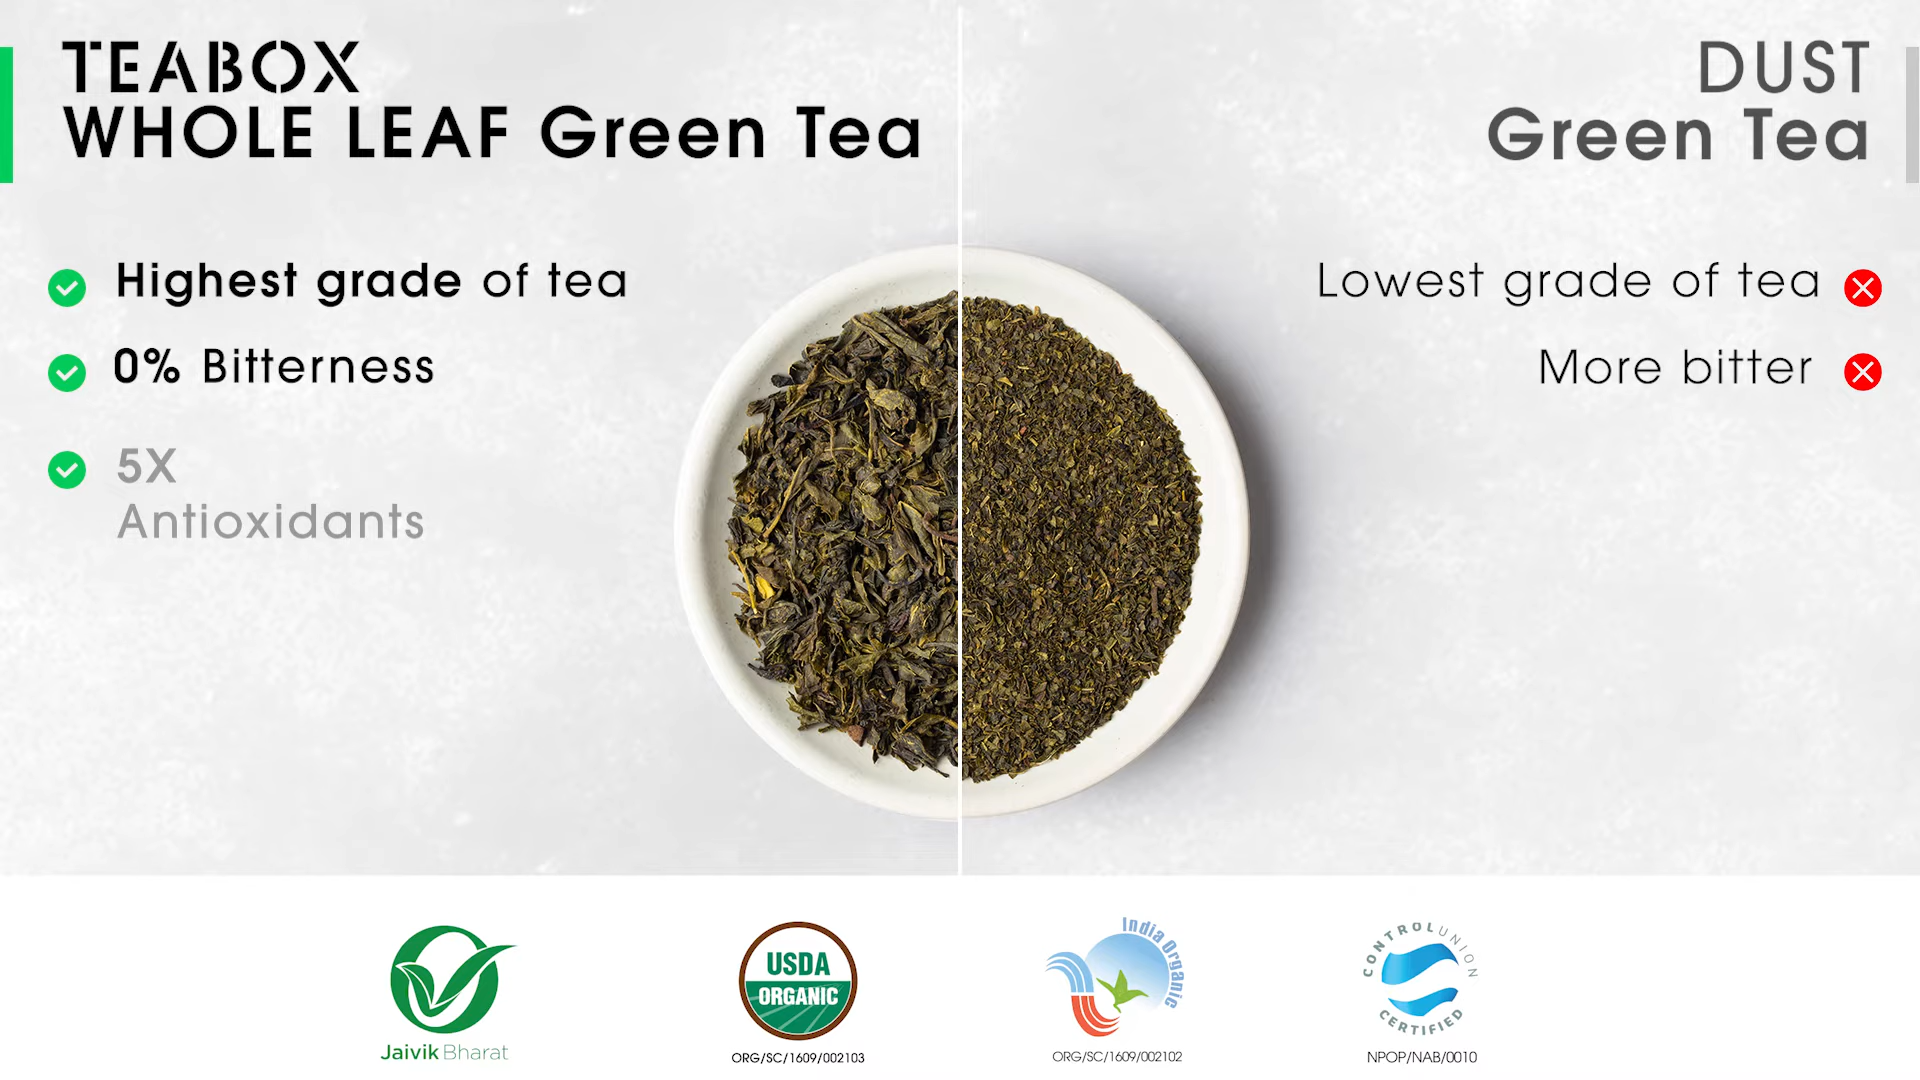 TEABOX
WHOLE LEAF Green Tea
Highest grade of tea
0% Bitterness
5X
Antioxidants
DUST
Green Tea
Lowest grade of tea
More bitter
Jaivik Bharat
USDA
ORGANIC
ORG/SC/1609/002103
India Organic
ORG/SC/1609/002102
CONTROLUNION
CERTIFIED
NPOP/NAB/0010